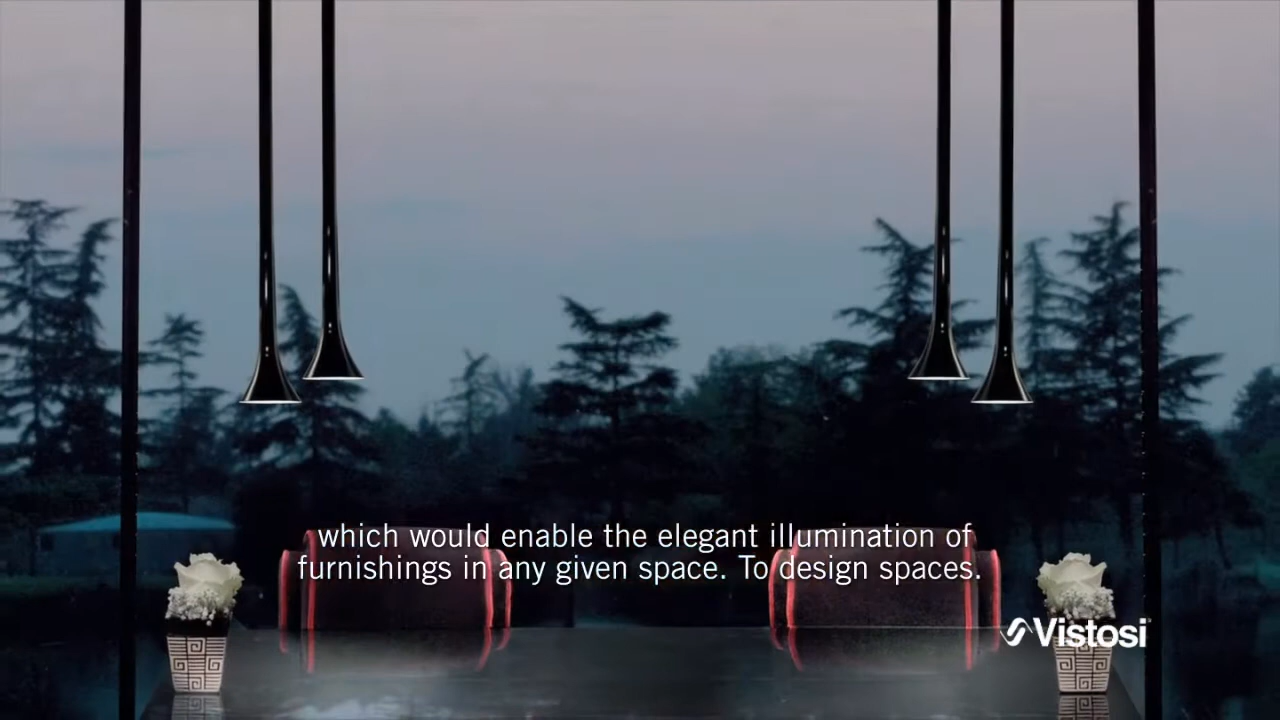 which would enable the elegant illumination of
furnishings in any given space. To design spaces.
Vistosi